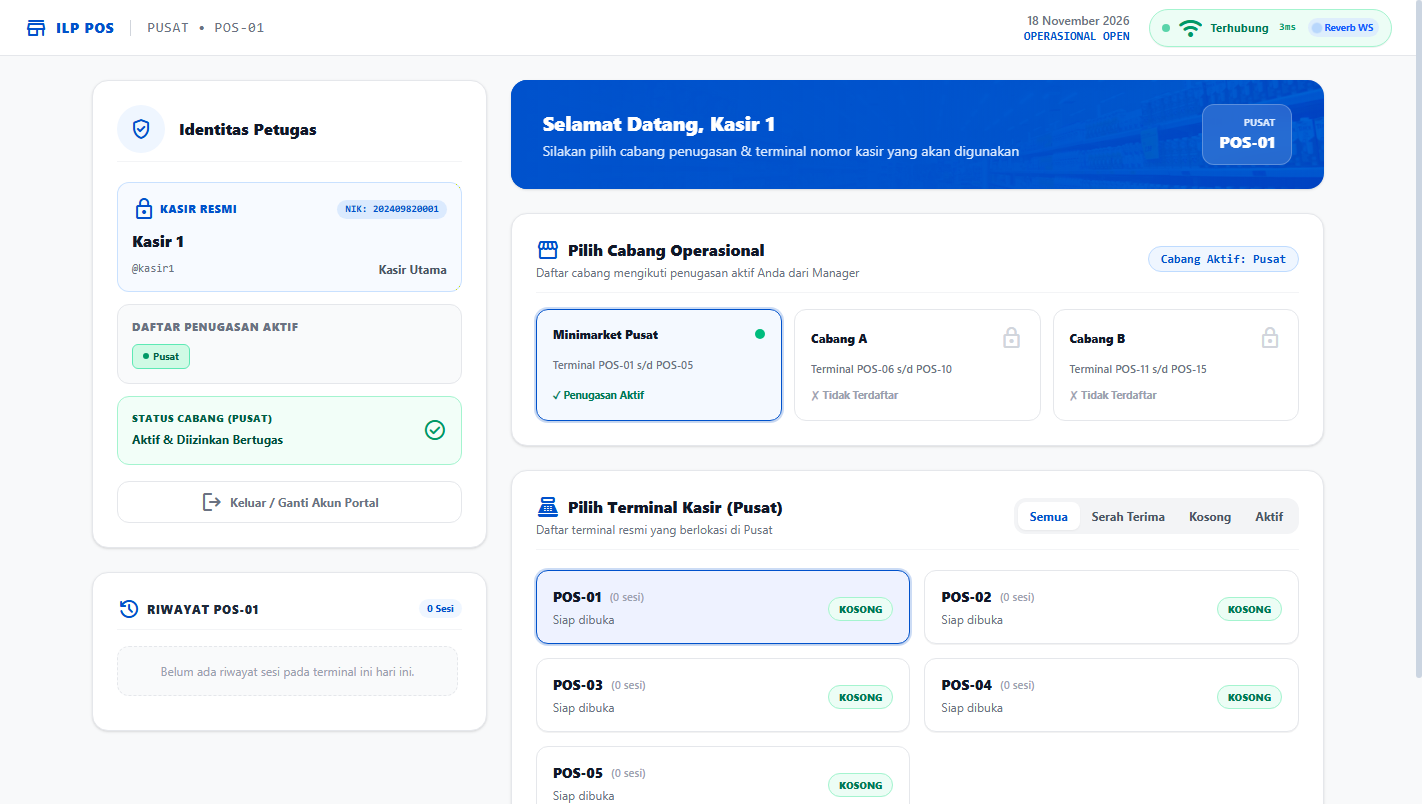 ILP POS
PUSAT • POS-01
18 November 2026
OPERASIONAL OPEN
Terhubung 3ms Reverb WS
Identitas Petugas
KASIR RESMI
NIK: 202409820001
Kasir 1
@kasir1
Kasir Utama
DAFTAR PENUGASAN AKTIF
Pusat
STATUS CABANG (PUSAT)
Aktif & Diizinkan Bertugas
Keluar / Ganti Akun Portal
RIWAYAT POS-01
0 Sesi
Belum ada riwayat sesi pada terminal ini hari ini.
Selamat Datang, Kasir 1
Silakan pilih cabang penugasan & terminal nomor kasir yang akan digunakan
PUSAT
POS-01
Pilih Cabang Operasional
Daftar cabang mengikuti penugasan aktif Anda dari Manager
Cabang Aktif: Pusat
Minimarket Pusat
Terminal POS-01 s/d POS-05
✓ Penugasan Aktif
Cabang A
Terminal POS-06 s/d POS-10
✗ Tidak Terdaftar
Cabang B
Terminal POS-11 s/d POS-15
✗ Tidak Terdaftar
Pilih Terminal Kasir (Pusat)
Daftar terminal resmi yang berlokasi di Pusat
Semua
Serah Terima
Kosong
Aktif
POS-01 (0 sesi)
Siap dibuka
KOSONG
POS-02 (0 sesi)
Siap dibuka
KOSONG
POS-03 (0 sesi)
Siap dibuka
KOSONG
POS-04 (0 sesi)
Siap dibuka
KOSONG
POS-05 (0 sesi)
Siap dibuka
KOSONG